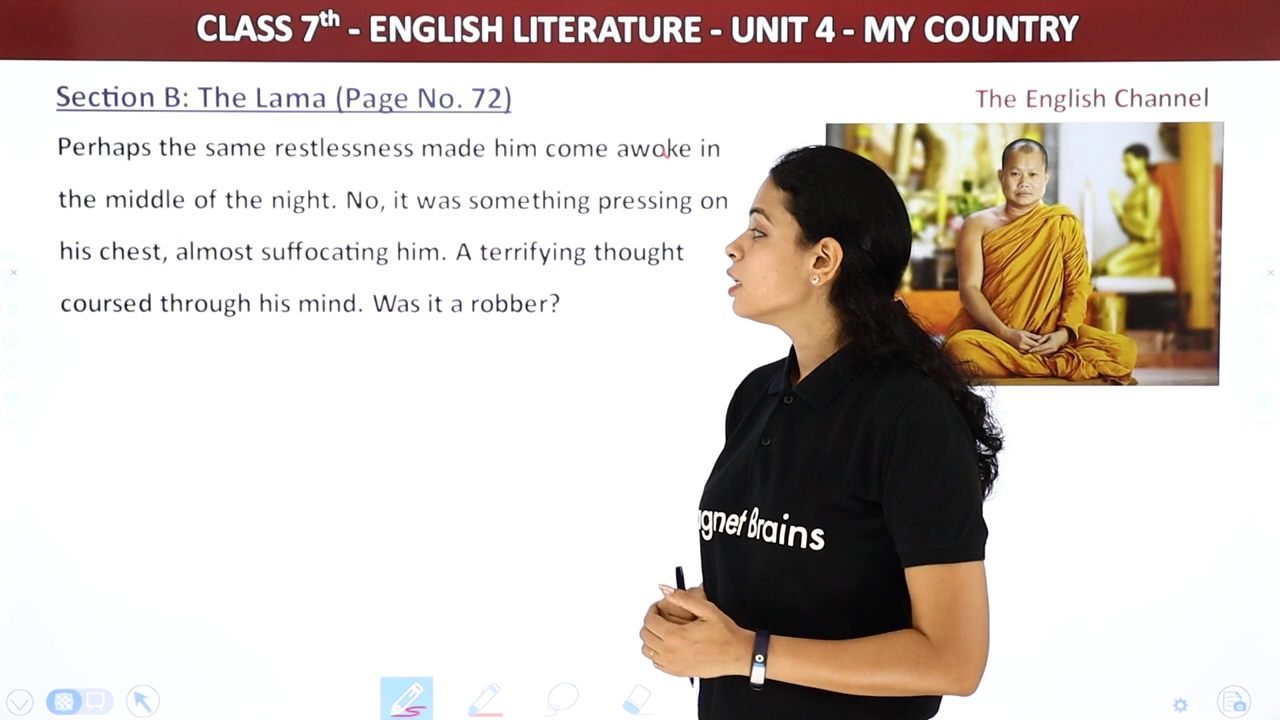 CLASS 7th - ENGLISH LITERATURE - UNIT 4 - MY COUNTRY
Section B: The Lama (Page No. 72)
The English Channel
Perhaps the same restlessness made him come awoke in
the middle of the night. No, it was something pressing on
his chest, almost suffocating him. A terrifying thought
coursed through his mind. Was it a robber?
Brains